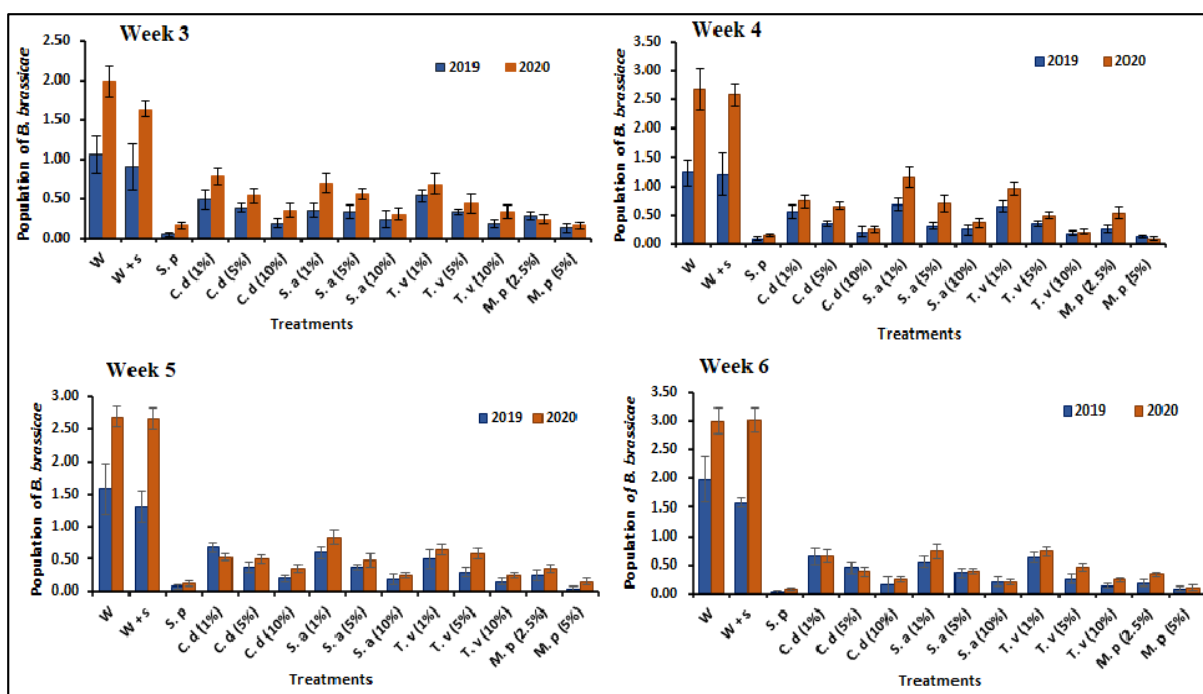 Week 3
Population of B. brassicae
2.50
2.00
1.50
1.00
0.50
0.00
2019
2020
W
W + s
S. p
C. d (1%)
C. d (5%)
C. d (10%)
S. a (1%)
S. a (5%)
S. a (10%)
T. v (1%)
T. v (5%)
T. v (10%)
M. p (2.5%)
M. p (5%)
Treatments
Week 4
Population of B. brassicae
3.50
3.00
2.50
2.00
1.50
1.00
0.50
0.00
2019
2020
W
W + s
S. p
C. d (1%)
C. d (5%)
C. d (10%)
S. a (1%)
S. a (5%)
S. a (10%)
T. v (1%)
T. v (5%)
T. v (10%)
M. p (2.5%)
M. p (5%)
Treatments
Week 5
Population of B. brassicae
3.00
2.50
2.00
1.50
1.00
0.50
0.00
2019
2020
W
W + s
S. p
C. d (1%)
C. d (5%)
C. d (10%)
S. a (1%)
S. a (5%)
S. a (10%)
T. v (1%)
T. v (5%)
T. v (10%)
M. p (2.5%)
M. p (5%)
Treatments
Week 6
Population of B. brassicae
3.50
3.00
2.50
2.00
1.50
1.00
0.50
0.00
2019
2020
W
W + s
S. p
C. d (1%)
C. d (5%)
C. d (10%)
S. a (1%)
S. a (5%)
S. a (10%)
T. v (1%)
T. v (5%)
T. v (10%)
M. p (2.5%)
M. p (5%)
Treatments